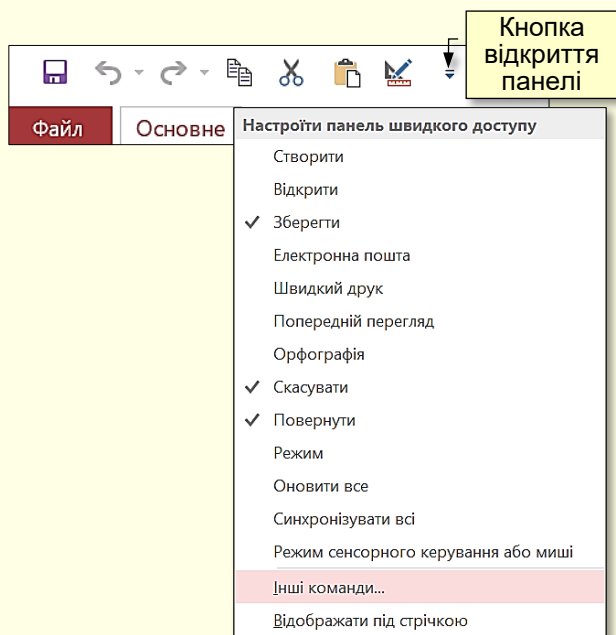 Кнопка
відкриття
панелі
Файл
Основне
Настроїти панель швидкого доступу
Створити
Відкрити
Зберегти
Електронна пошта
Швидкий друк
Попередній перегляд
Орфографія
Скасувати
Повернути
Режим
Оновити все
Синхронізувати всі
Режим сенсорного керування або миші
Інші команди...
Відображати під стрічкою